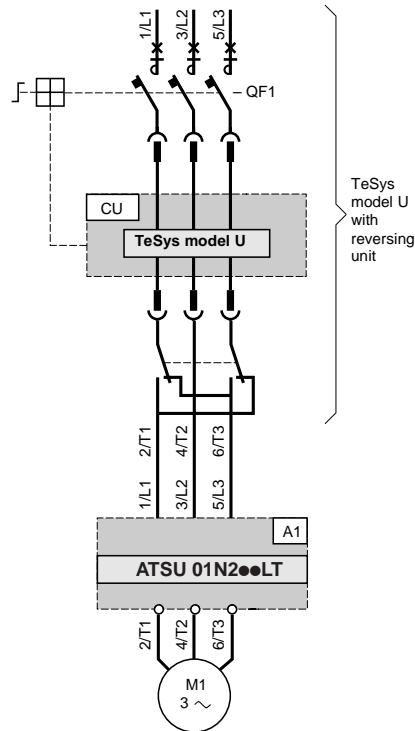 1/L1
3/L2
5/L3
QF1
CU
TeSys model U
TeSys
model U
with
reversing
unit
2/T1
4/T2
6/T3
1/L1
3/L2
5/L3
A1
ATSU 01N2●●LT
2/T1
4/T2
6/T3
M1
3 ~